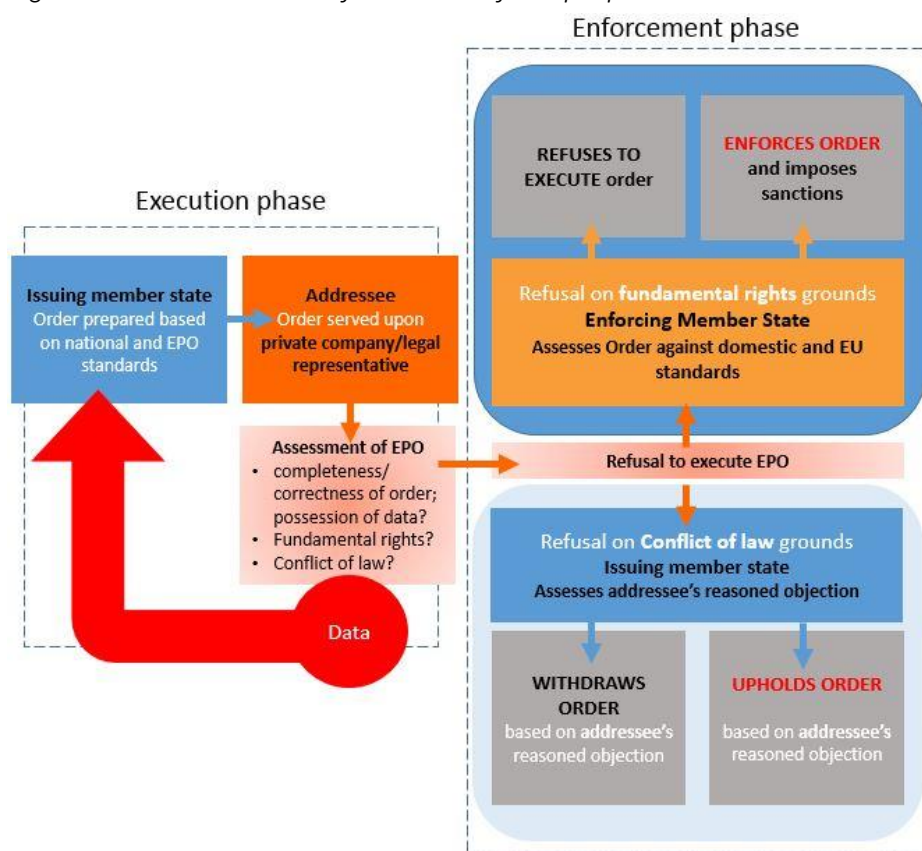 Enforcement phase
Execution phase
Issuing member state
Order prepared based
on national and EPO
standards
Addressee
Order served upon
private company/legal
representative
Assessment of EPO
• completeness/
correctness of order;
possession of data?
• Fundamental rights?
• Conflict of law?
Data
REFUSES TO
EXECUTE order
ENFORCES ORDER
and imposes
sanctions
Refusal on fundamental rights grounds
Enforcing Member State
Assesses Order against domestic and EU
standards
Refusal to execute EPO
Refusal on Conflict of law grounds
Issuing member state
Assesses addressee's reasoned objection
WITHDRAWS
ORDER
based on addressee's
reasoned objection
UPHOLDS ORDER
based on addressee's
reasoned objection